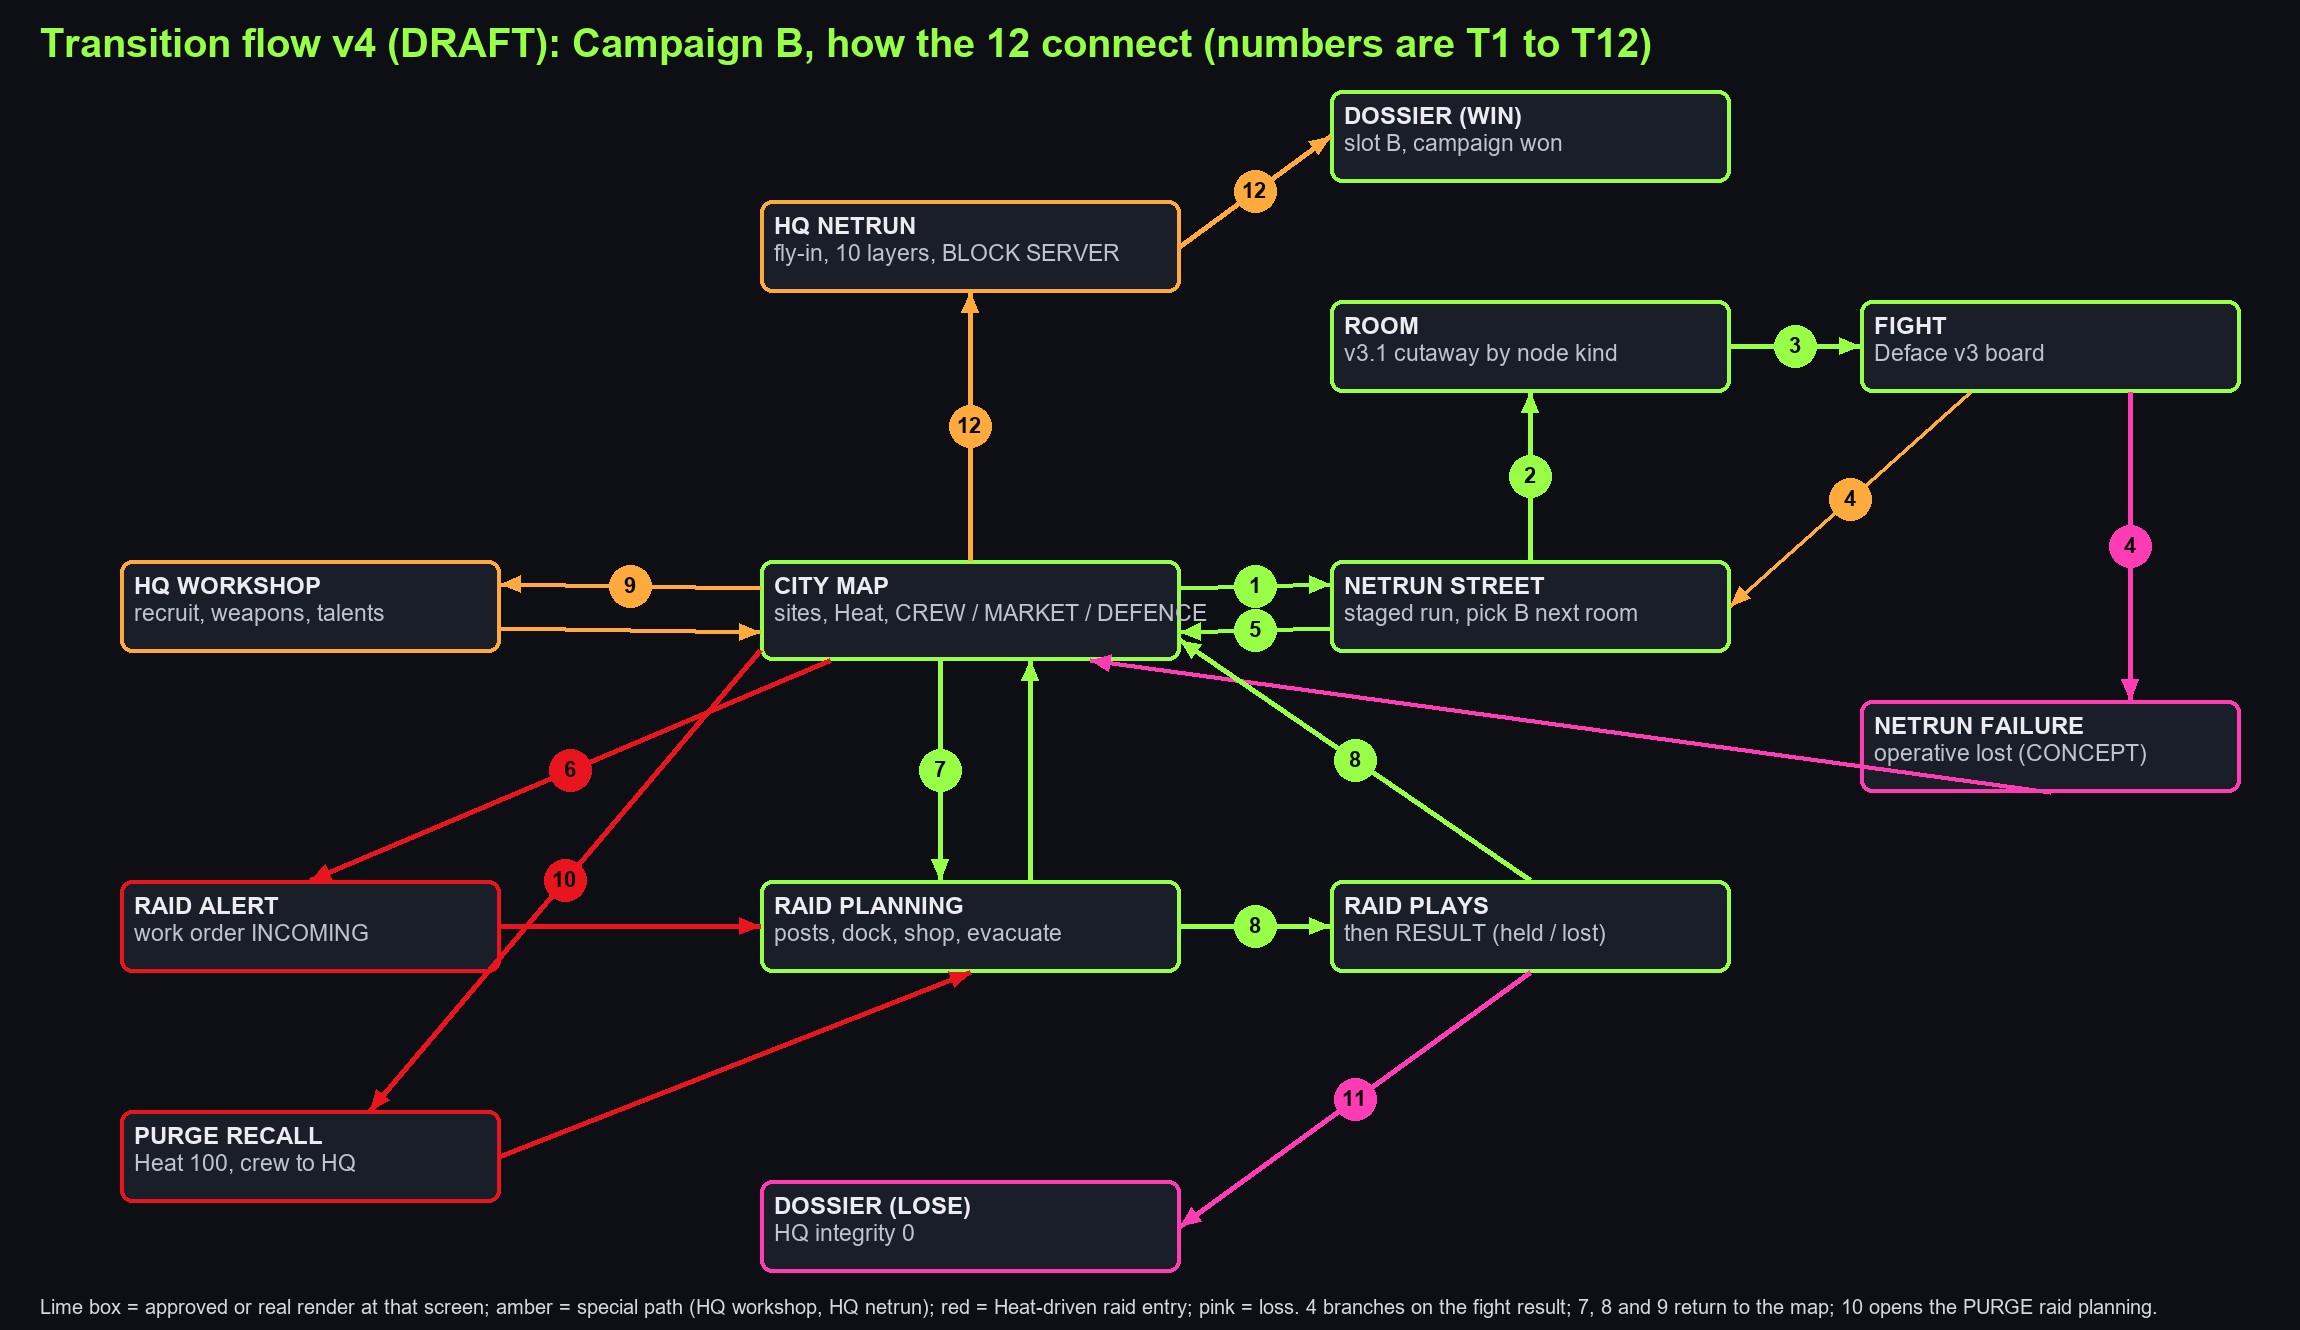 Transition flow v4 (DRAFT): Campaign B, how the 12 connect (numbers are T1 to T12)
DOSSIER (WIN)
slot B, campaign won
12
HQ NETRUN
fly-in, 10 layers, BLOCK SERVER
ROOM
v3.1 cutaway by node kind
3
FIGHT
Deface v3 board
12
2
4
4
HQ WORKSHOP
recruit, weapons, talents
9
CITY MAP
sites, Heat, CREW / MARKET / DEFENCE
1
5
NETRUN STREET
staged run, pick B next room
NETRUN FAILURE
operative lost (CONCEPT)
6
7
8
10
RAID ALERT
work order INCOMING
RAID PLANNING
posts, dock, shop, evacuate
8
RAID PLAYS
then RESULT (held / lost)
11
PURGE RECALL
Heat 100, crew to HQ
DOSSIER (LOSE)
HQ integrity 0
Lime box = approved or real render at that screen; amber = special path (HQ workshop, HQ netrun); red = Heat-driven raid entry; pink = loss. 4 branches on the fight result; 7, 8 and 9 return to the map; 10 opens the PURGE raid planning.